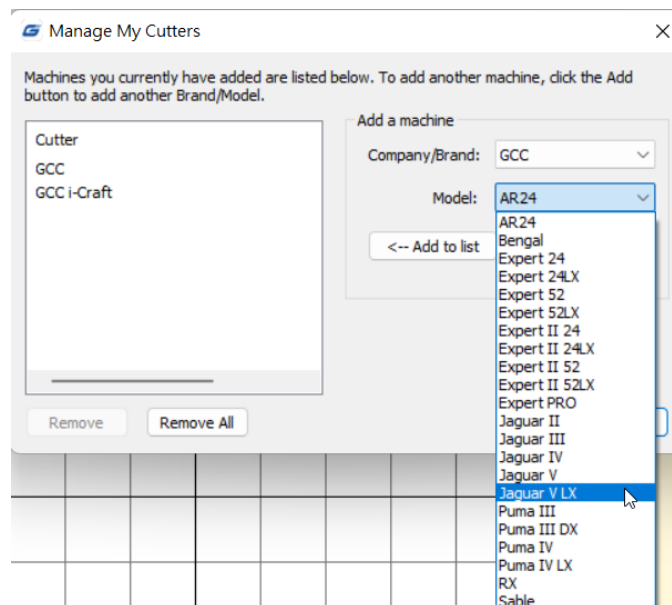 Manage My Cutters
Machines you currently have added are listed below. To add another machine, click the Add
button to add another Brand/Model.
Cutter
GCC
GCC i-Craft
Add a machine
Company/Brand: GCC
Model: AR24
<-- Add to list
AR24
Bengal
Expert 24
Expert 24LX
Expert 52
Expert 52LX
Expert II 24
Expert II 24LX
Expert II 52
Expert II 52LX
Expert PRO
Jaguar II
Jaguar III
Jaguar IV
Jaguar V
Jaguar V LX
Puma III
Puma III DX
Puma IV
Puma IV LX
RX
Sable
Remove
Remove All